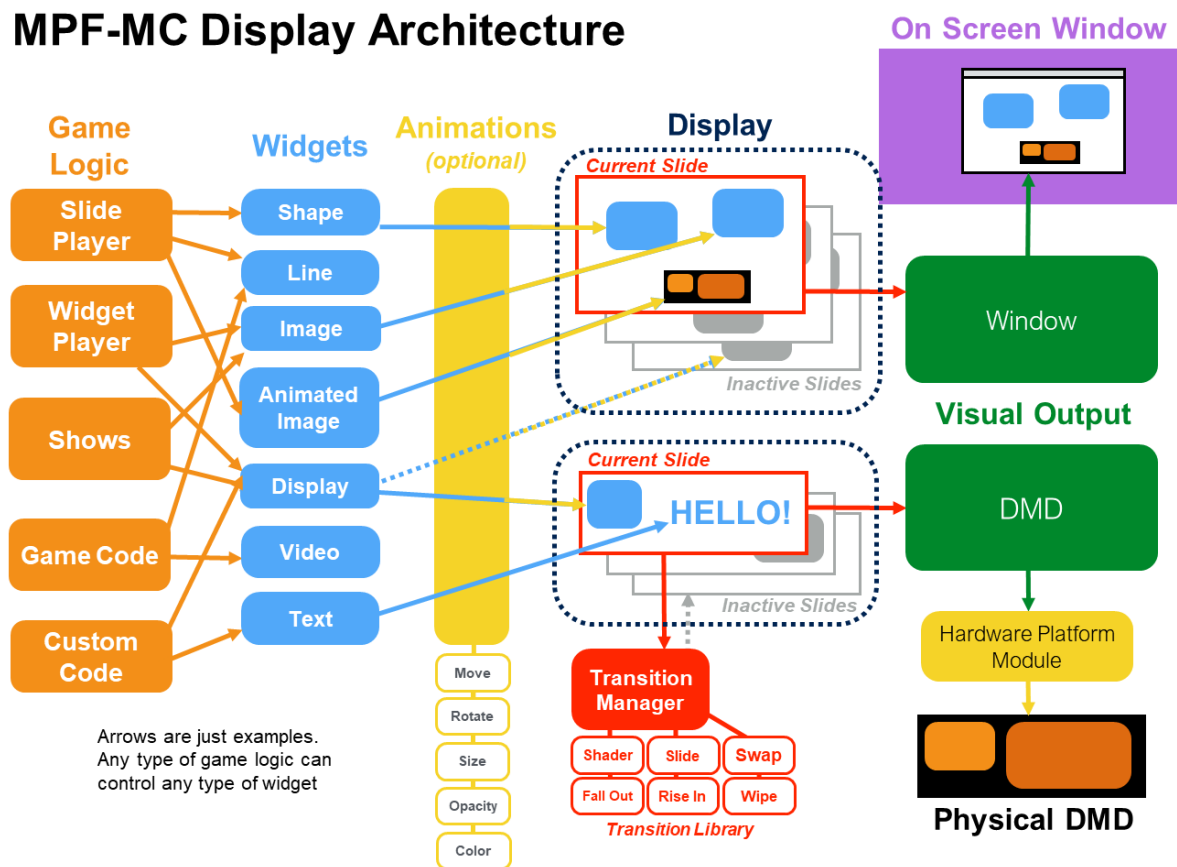 MPF-MC Display Architecture
On Screen Window
Game
Logic
Widgets
Animations
(optional)
Display
Slide
Player
Widget
Player
Shows
Game Code
Custom
Code
Shape
Line
Image
Animated
Image
Display
Video
Text
Move
Rotate
Size
Opacity
Color
Current Slide
Inactive Slides
Current Slide
HELLO!
Inactive Slides
Transition
Manager
Shader
Slide
Swap
Fall Out
Rise In
Wipe
Transition Library
Window
Visual Output
DMD
Hardware Platform
Module
Physical DMD
Arrows are just examples.
Any type of game logic can
control any type of widget